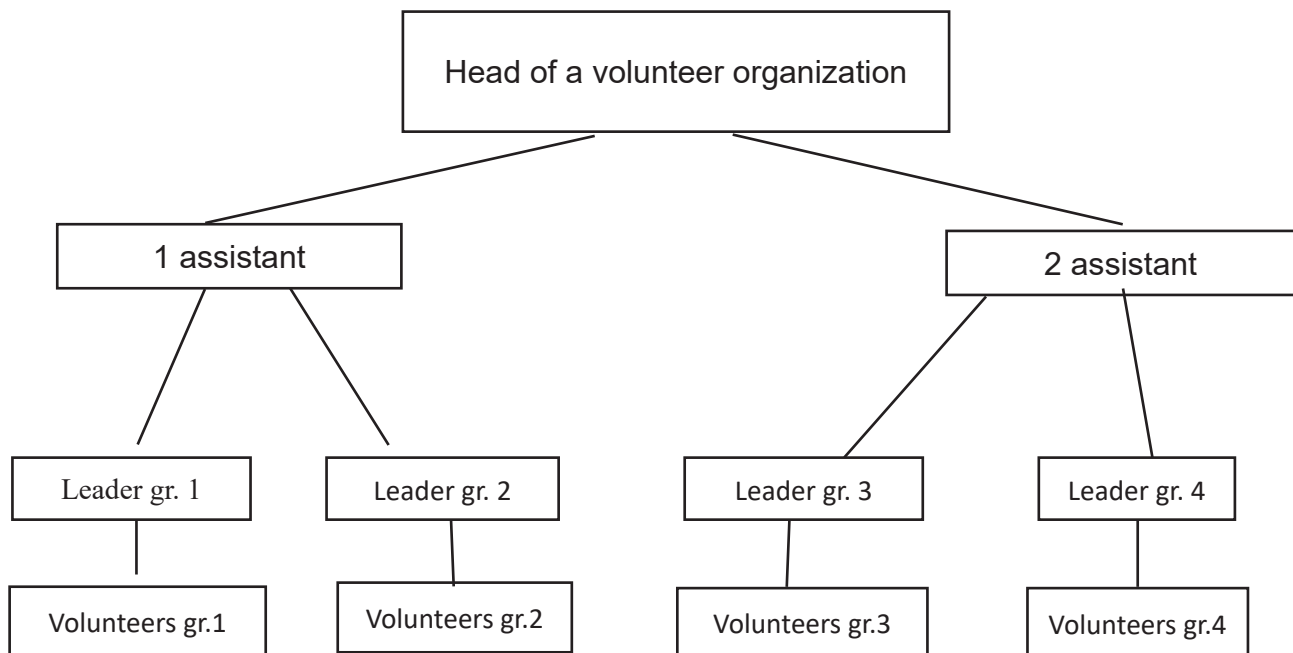 Head of a volunteer organization
1 assistant
2 assistant
Leader gr. 1
Leader gr. 2
Leader gr. 3
Leader gr. 4
Volunteers gr.1
Volunteers gr.2
Volunteers gr.3
Volunteers gr.4